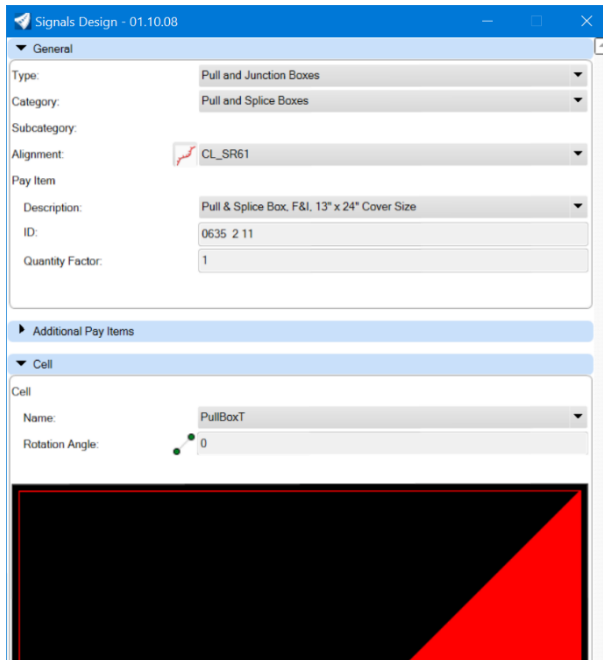 Signals Design - 01.10.08
General
Type: Pull and Junction Boxes
Category: Pull and Splice Boxes
Subcategory:
Alignment: CL_SR61
Pay Item
Description: Pull & Splice Box, F&I, 13" x 24" Cover Size
ID: 0635 2 11
Quantity Factor: 1
Additional Pay Items
Cell
Cell
Name: PullBoxT
Rotation Angle: 0